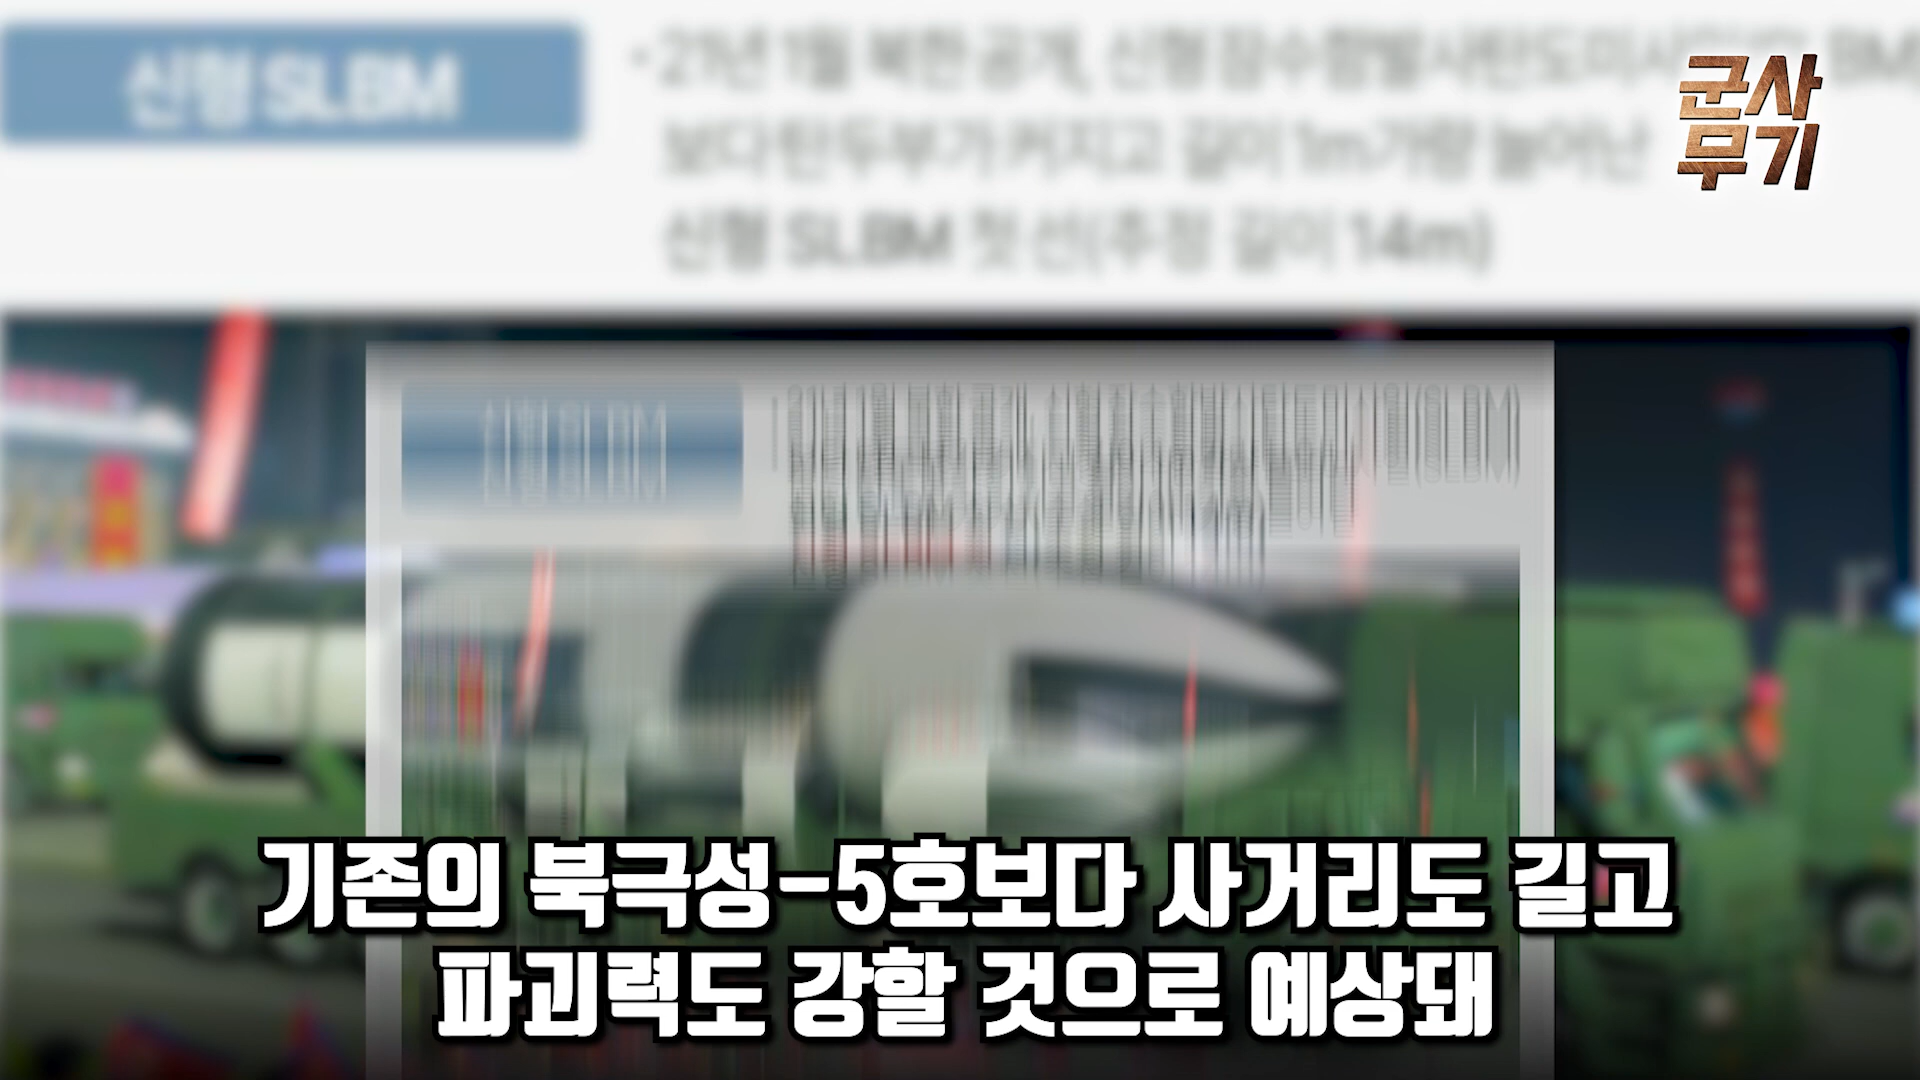 신형 SLBM
• 21년 1월 북한 공개, 신형 잠수함발사탄도미사일
보다 탄두부가 커지고 길이 1m가량 늘어난
신형 SLBM 첫 선(추정 길이 14m)
군사
무기
신형 SLBM
기존의 북극성-5호보다 사거리도 길고
파괴력도 강할 것으로 예상돼